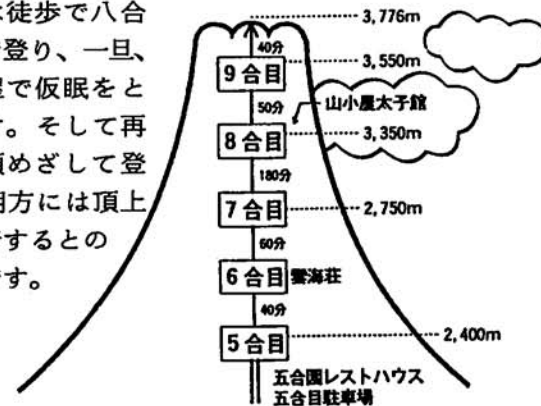 は徒歩で八合
で登り、一旦、
屋で仮眠をと
す。そして再
頂めざして登
明方には頂上
着するとの
です。
3,776m
40分
9合目
3,550m
50分
山小屋太子館
8合目
3,350m
180分
7合目
2,750m
60分
6合目 雲海荘
40分
5合目
2,400m
五合園レストハウス
五合目駐車場